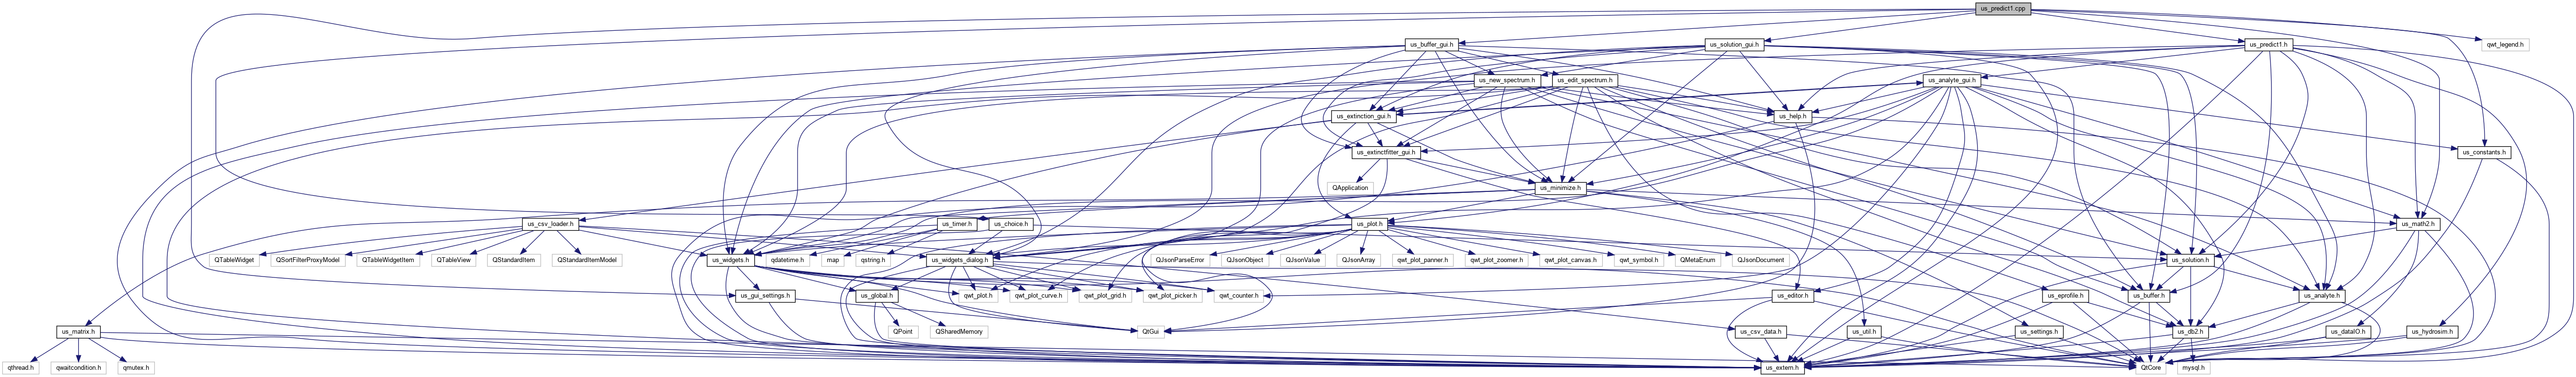 us_predict1.cpp
us_buffer_gui.h
us_solution_gui.h
us_predict1.h
qwt_legend.h
us_new_spectrum.h
us_edit_spectrum.h
us_analyte_gui.h
us_extinction_gui.h
us_help.h
us_extinctfitter_gui.h
us_constants.h
QApplication
us_minimize.h
us_csv_loader.h
us_timer.h
us_choice.h
us_plot.h
us_math2.h
QTableWidget
QSortFilterProxyModel
QTableWidgetItem
QTableView
QStandardItem
QStandardItemModel
us_widgets.h
qdatetime.h
map
qstring.h
us_widgets_dialog.h
QJsonParseError
QJsonObject
QJsonValue
QJsonArray
qwt_plot_panner.h
qwt_plot_zoomer.h
qwt_plot_canvas.h
qwt_symbol.h
QMetaEnum
QJsonDocument
us_solution.h
us_gui_settings.h
us_global.h
qwt_plot.h
qwt_plot_curve.h
qwt_plot_grid.h
qwt_plot_picker.h
qwt_counter.h
us_editor.h
us_eprofile.h
us_buffer.h
us_analyte.h
us_matrix.h
QPoint
QSharedMemory
QtGui
us_csv_data.h
us_util.h
us_settings.h
us_db2.h
us_dataIO.h
us_hydrosim.h
qthread.h
qwaitcondition.h
qmutex.h
us_extern.h
QtCore
mysql.h